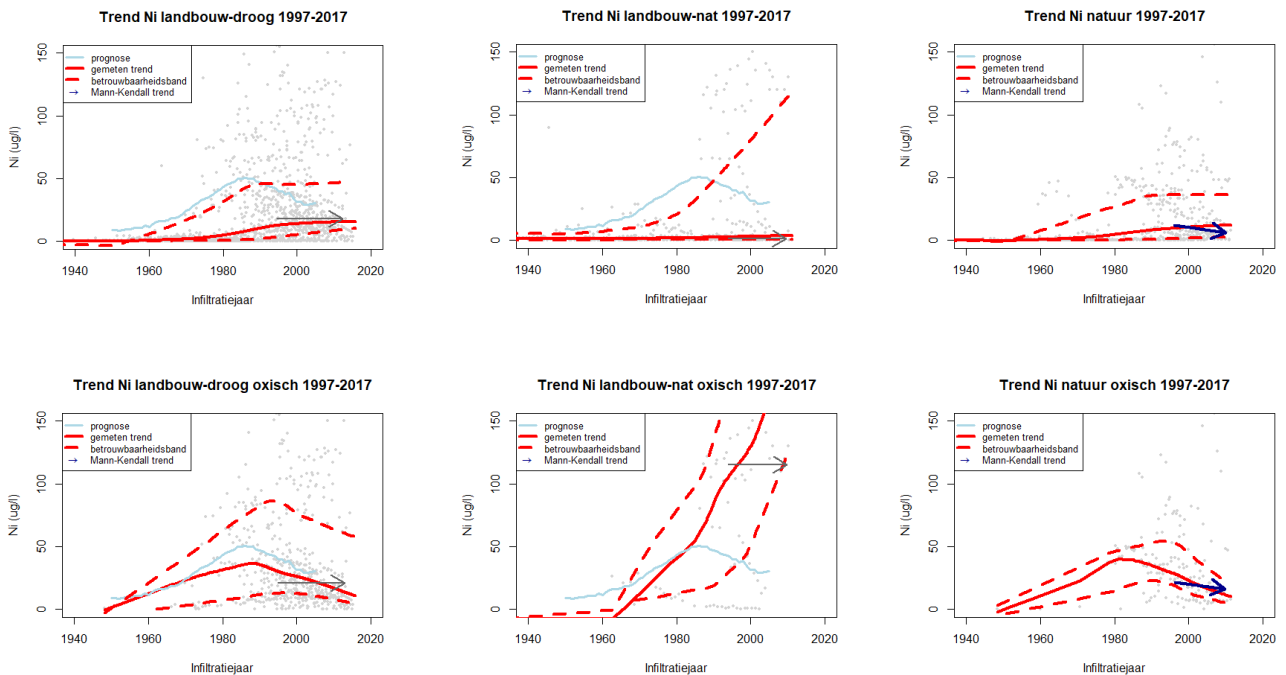 Trend Ni landbouw-droog 1997-2017
prognose
gemeten trend
betrouwbaarheidsband
→ Mann-Kendall trend
Ni (ug/l)
0 50 100 150
1940 1960 1980 2000 2020
Infiltratiejaar
Trend Ni landbouw-nat 1997-2017
prognose
gemeten trend
betrouwbaarheidsband
→ Mann-Kendall trend
Ni (ug/l)
0 50 100 150
1940 1960 1980 2000 2020
Infiltratiejaar
Trend Ni natuur 1997-2017
prognose
gemeten trend
betrouwbaarheidsband
→ Mann-Kendall trend
Ni (ug/l)
0 50 100 150
1940 1960 1980 2000 2020
Infiltratiejaar
Trend Ni landbouw-droog oxisch 1997-2017
prognose
gemeten trend
betrouwbaarheidsband
→ Mann-Kendall trend
Ni (ug/l)
0 50 100 150
1940 1960 1980 2000 2020
Infiltratiejaar
Trend Ni landbouw-nat oxisch 1997-2017
prognose
gemeten trend
betrouwbaarheidsband
→ Mann-Kendall trend
Ni (ug/l)
0 50 100 150
1940 1960 1980 2000 2020
Infiltratiejaar
Trend Ni natuur oxisch 1997-2017
prognose
gemeten trend
betrouwbaarheidsband
→ Mann-Kendall trend
Ni (ug/l)
0 50 100 150
1940 1960 1980 2000 2020
Infiltratiejaar